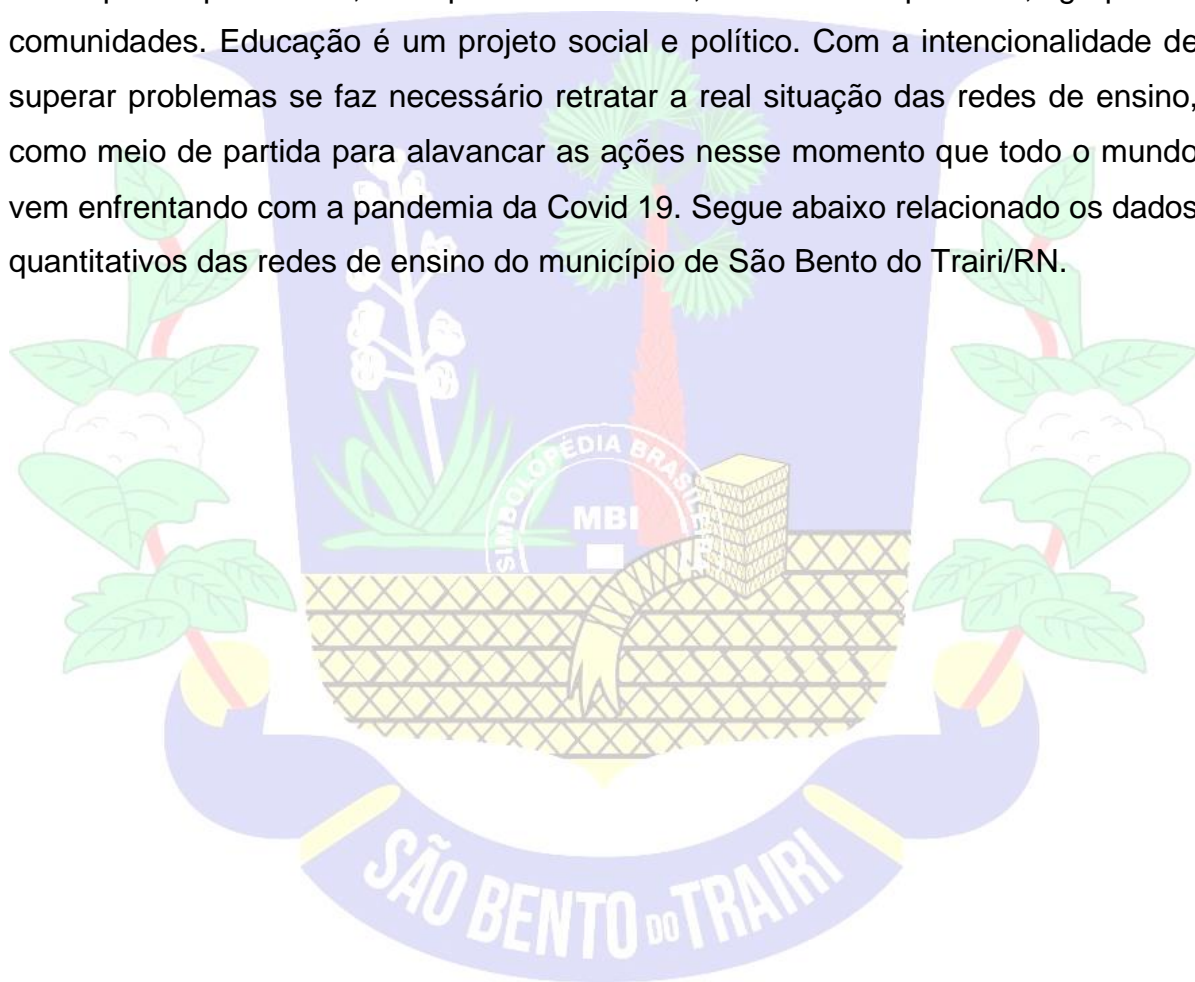 comunidades. Educação é um projeto social e político. Com a intencionalidade de
superar problemas se faz necessário retratar a real situação das redes de ensino,
como meio de partida para alavancar as ações nesse momento que todo o mundo
vem enfrentando com a pandemia da Covid 19. Segue abaixo relacionado os dados
quantitativos das redes de ensino do município de São Bento do Trairi/RN.
SIMBOLOPÉDIA BRASILEIRA
MBI
SÃO BENTO DO TRAIRI